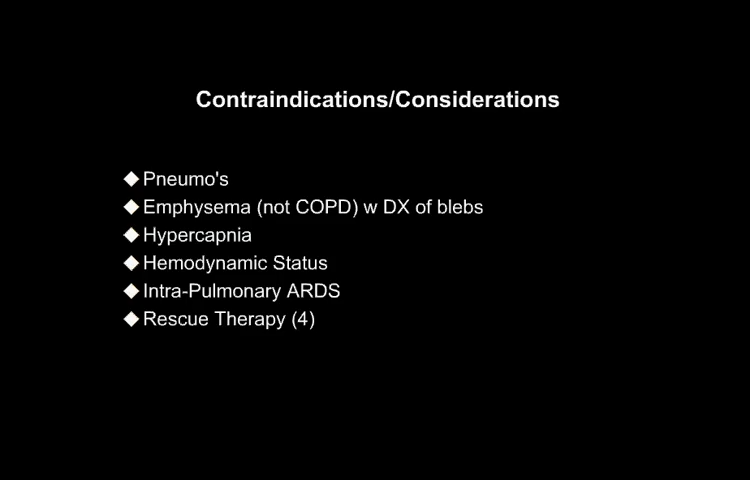 Contraindications/Considerations
◆Pneumo's
◆Emphysema (not COPD) w DX of blebs
◆Hypercapnia
◆Hemodynamic Status
◆Intra-Pulmonary ARDS
◆Rescue Therapy (4)